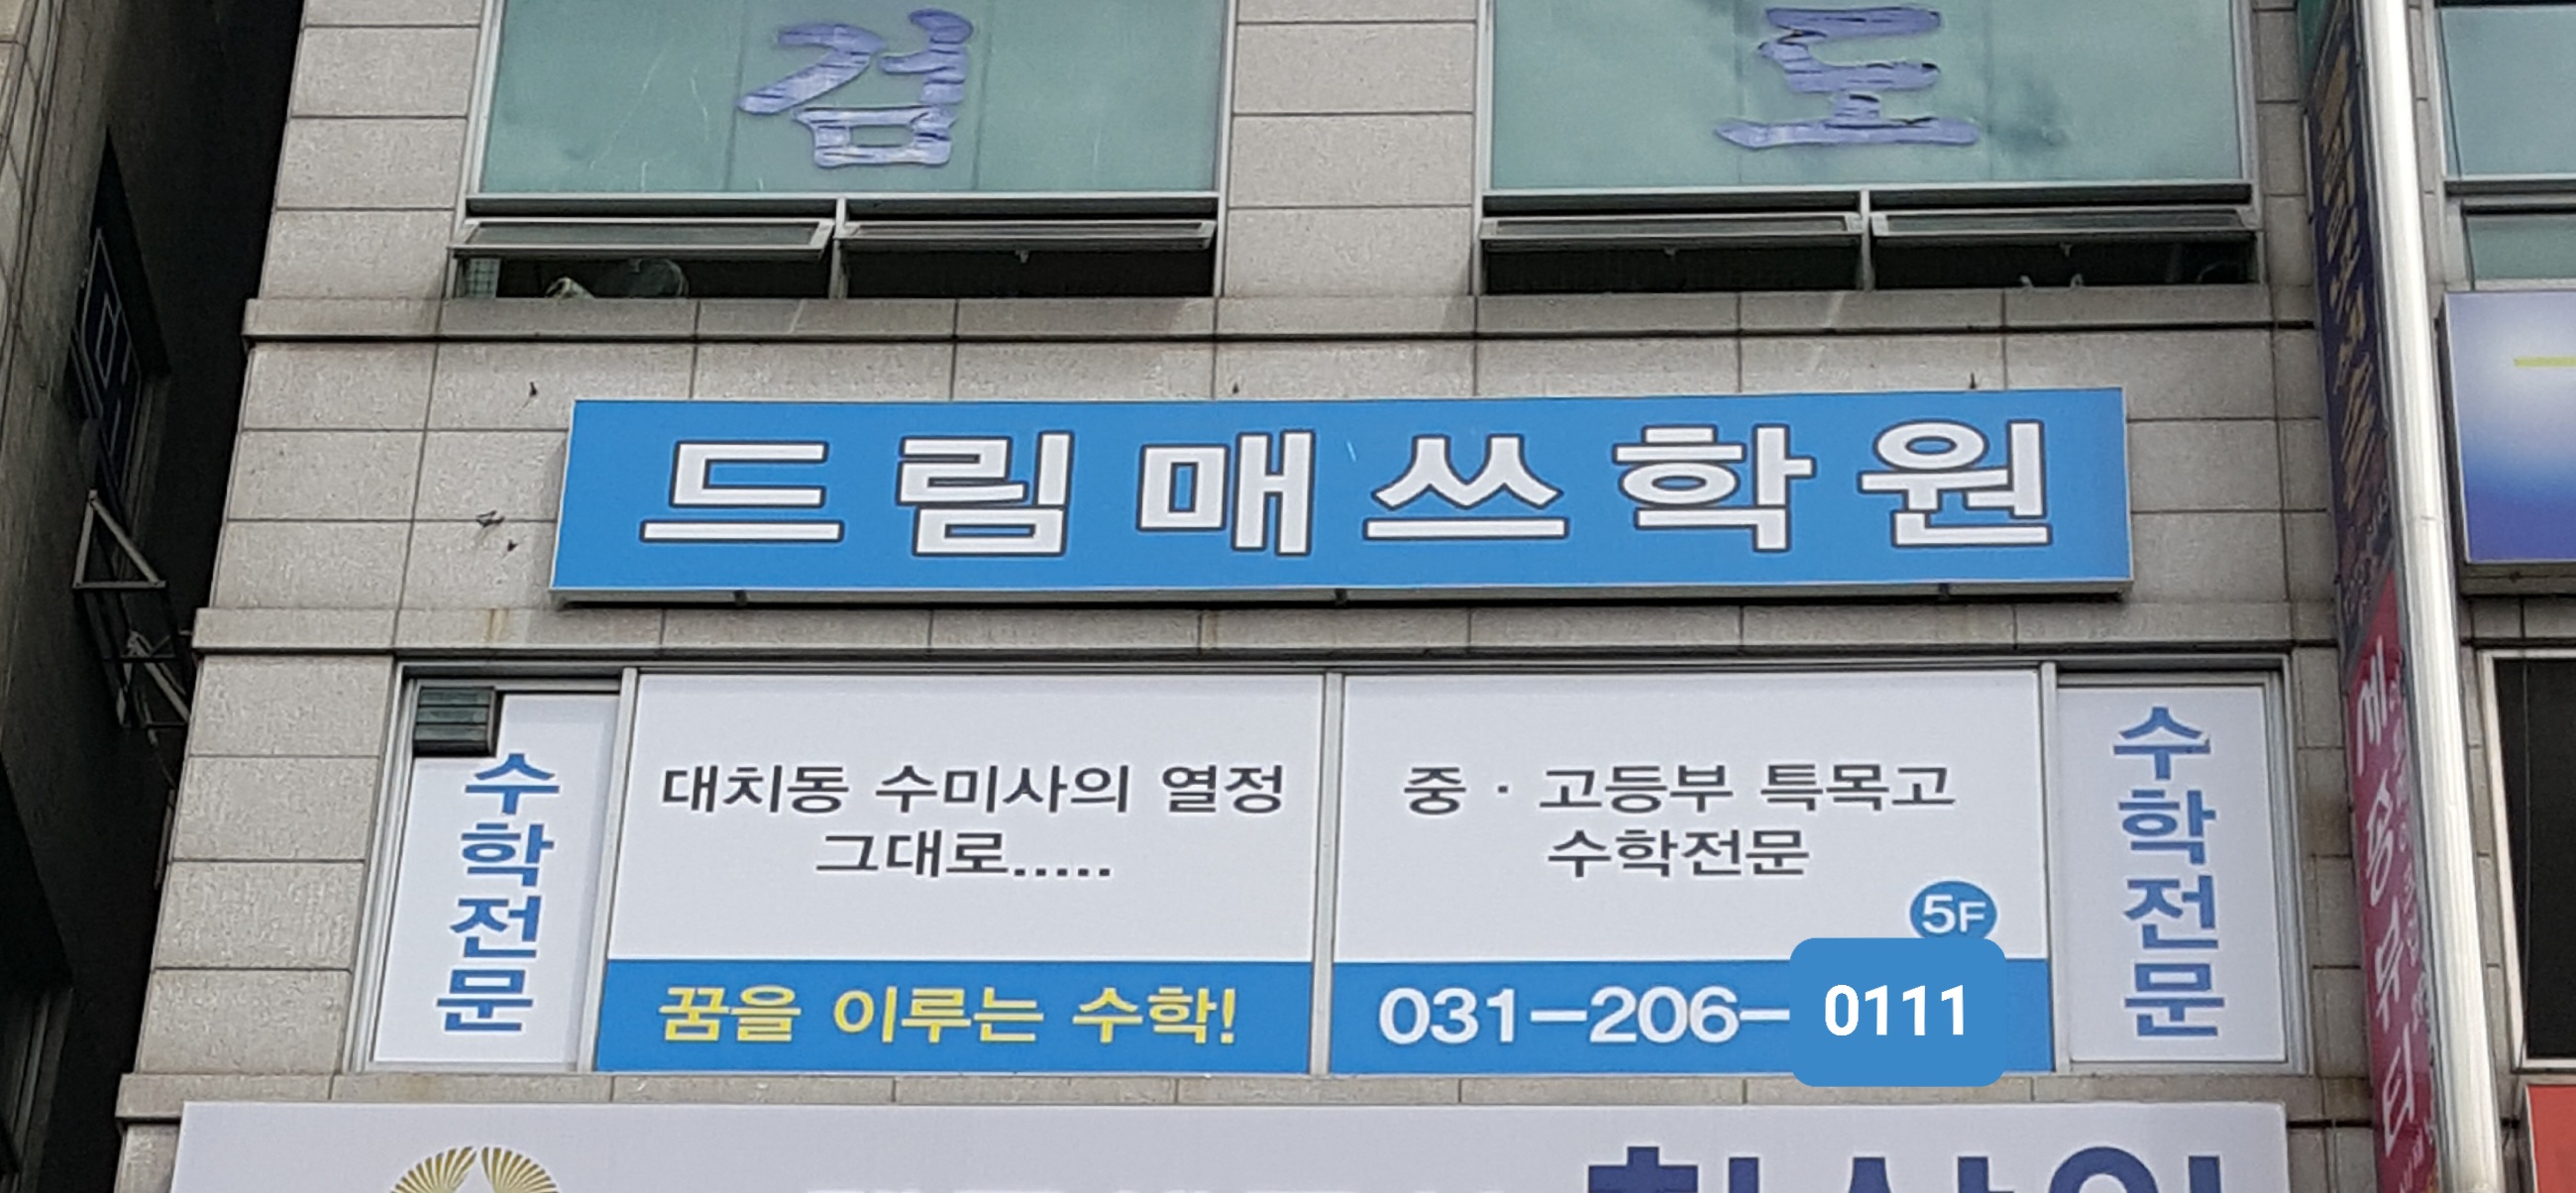 검 도
드림매쓰학원
수학전문
대치동 수미사의 열정
그대로.....
꿈을 이루는 수학!
중 · 고등부 특목고
수학전문
5F
031-206-0111
수학전문